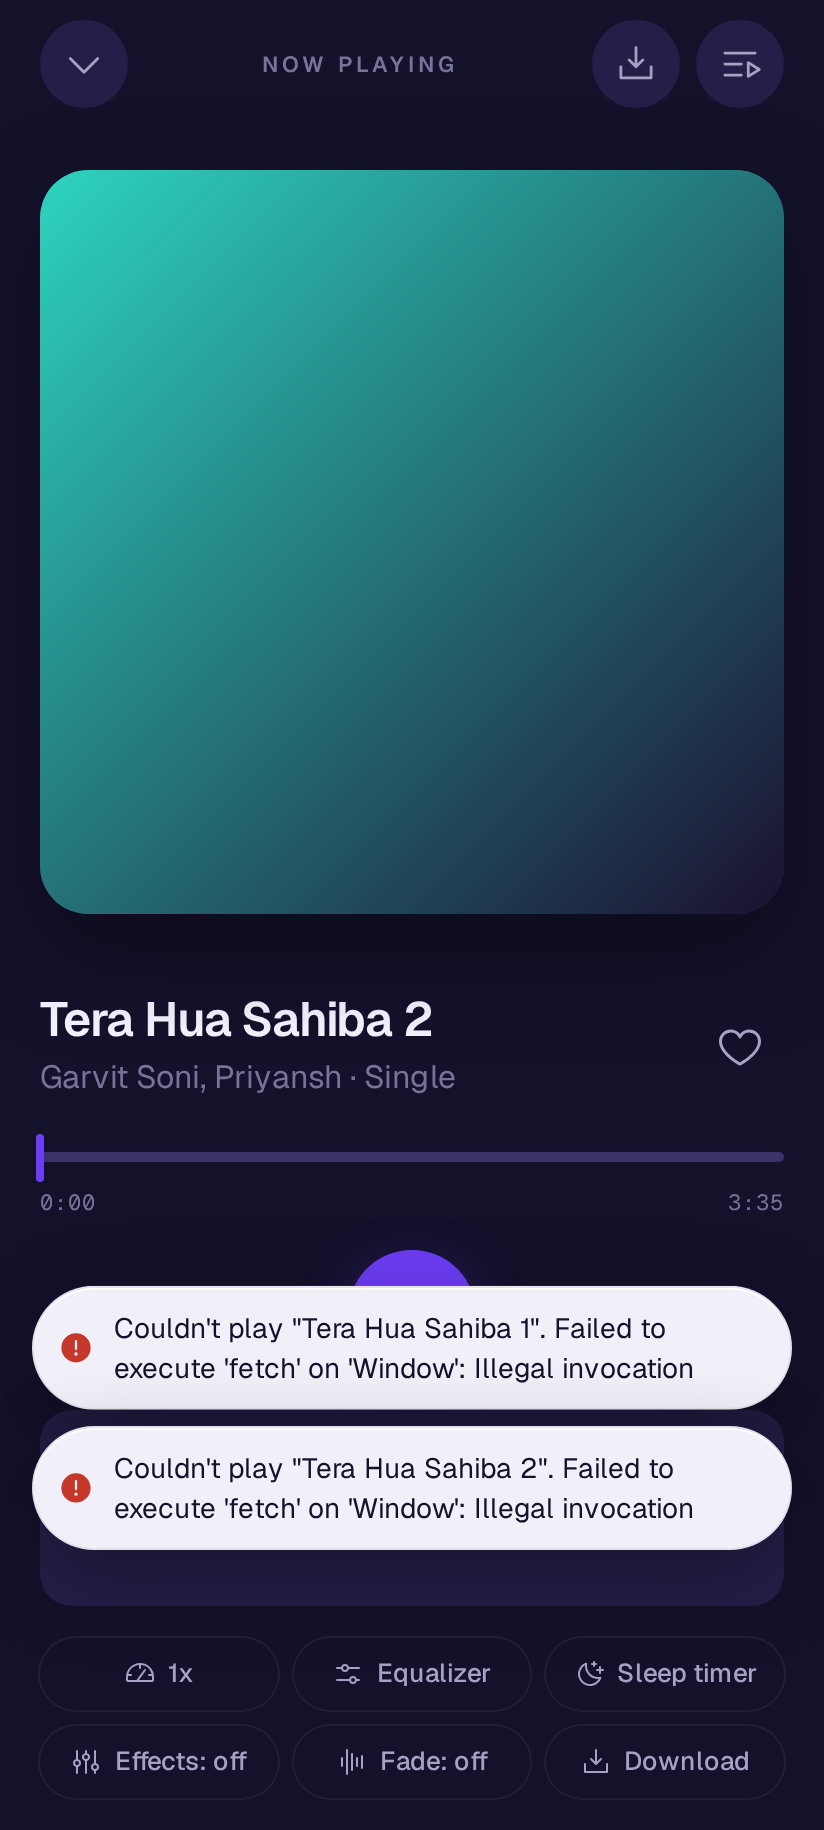 NOW PLAYING
Tera Hua Sahiba 2
Garvit Soni, Priyansh · Single
0:00
3:35
Couldn't play "Tera Hua Sahiba 1". Failed to
execute 'fetch' on 'Window': Illegal invocation
Couldn't play "Tera Hua Sahiba 2". Failed to
execute 'fetch' on 'Window': Illegal invocation
1x
Equalizer
Sleep timer
Effects: off
Fade: off
Download